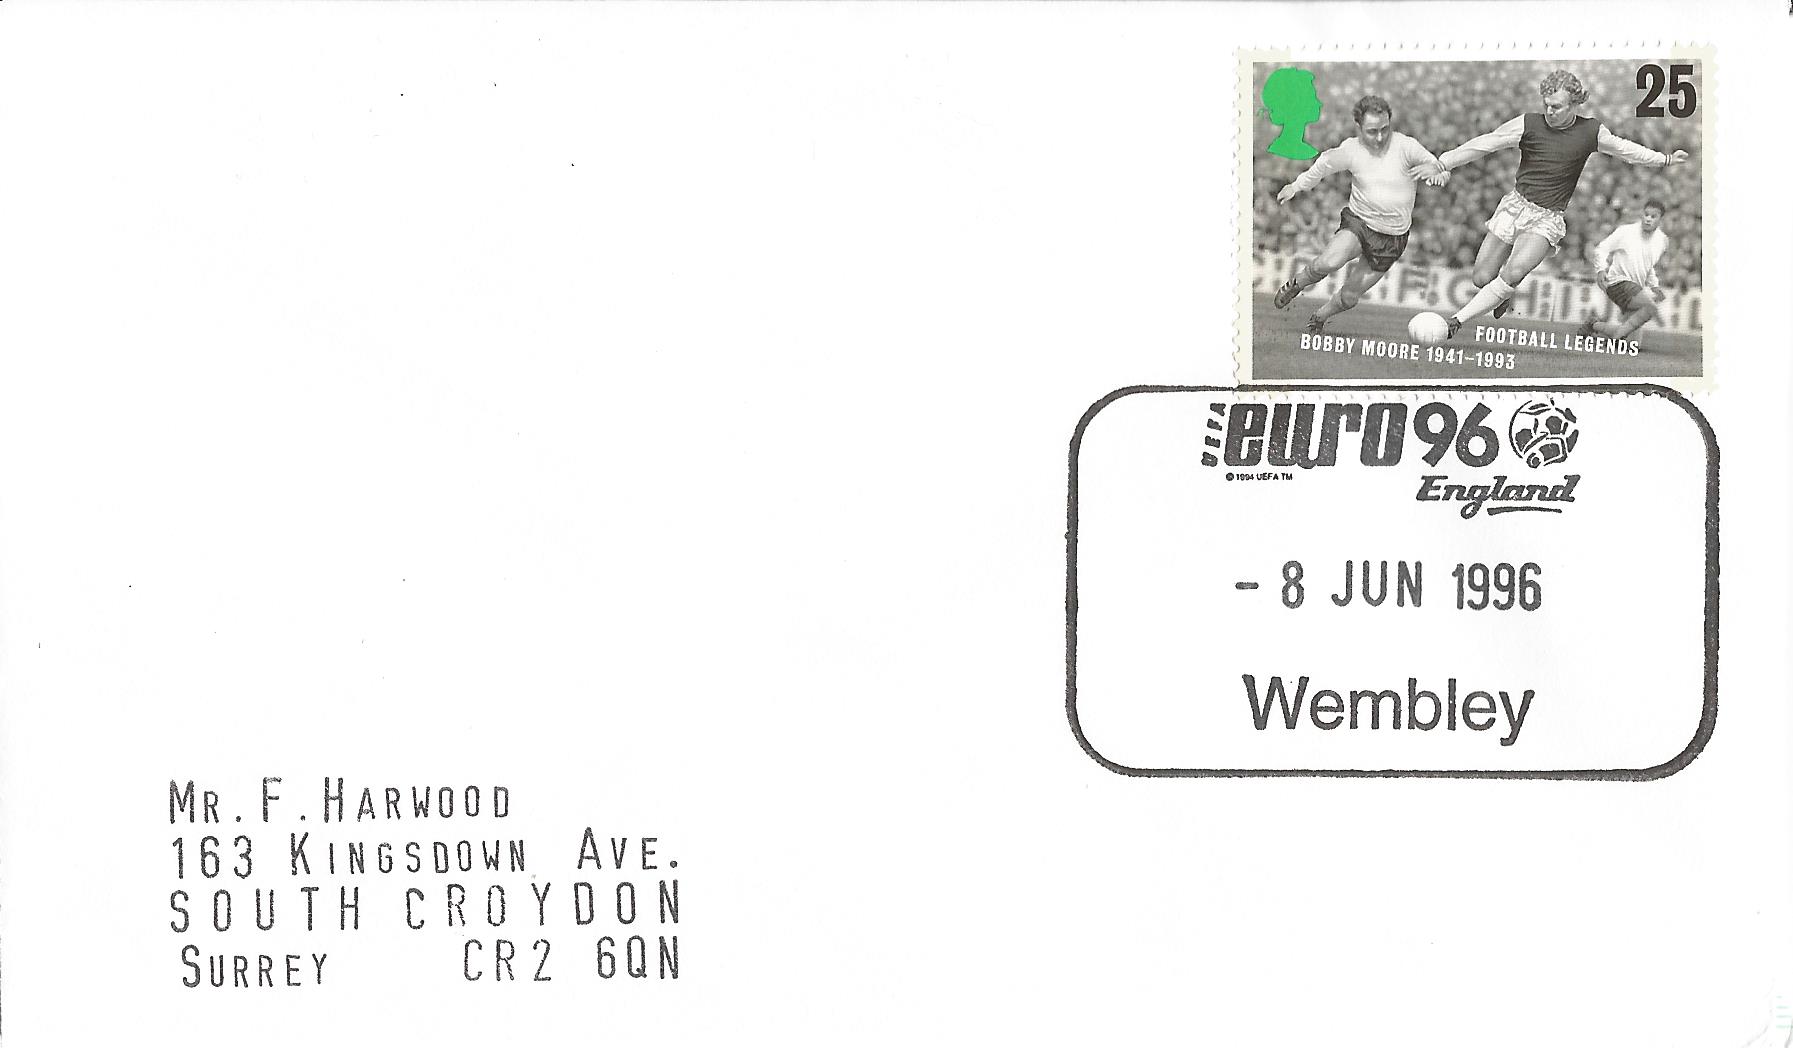 25
FOOTBALL LEGENDS
BOBBY MOORE 1941-1993
UEFA euro96
© 1994 UEFA TM
England
- 8 JUN 1996
Wembley
MR. F. HARWOOD
163 KINGSDOWN AVE.
SOUTH CROYDON
SURREY CR2 6QN